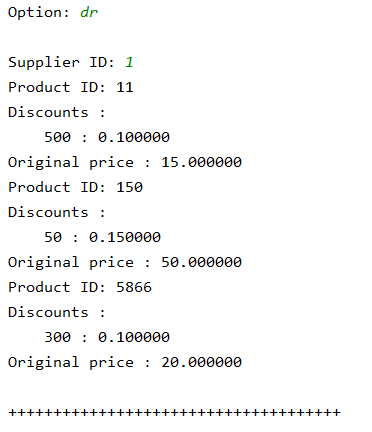 Option: dr
Supplier ID: 1
Product ID: 11
Discounts :
500 : 0.100000
Original price : 15.000000
Product ID: 150
Discounts :
50 : 0.150000
Original price : 50.000000
Product ID: 5866
Discounts :
300 : 0.100000
Original price : 20.000000
+++++++++++++++++++++++++++++++++++++